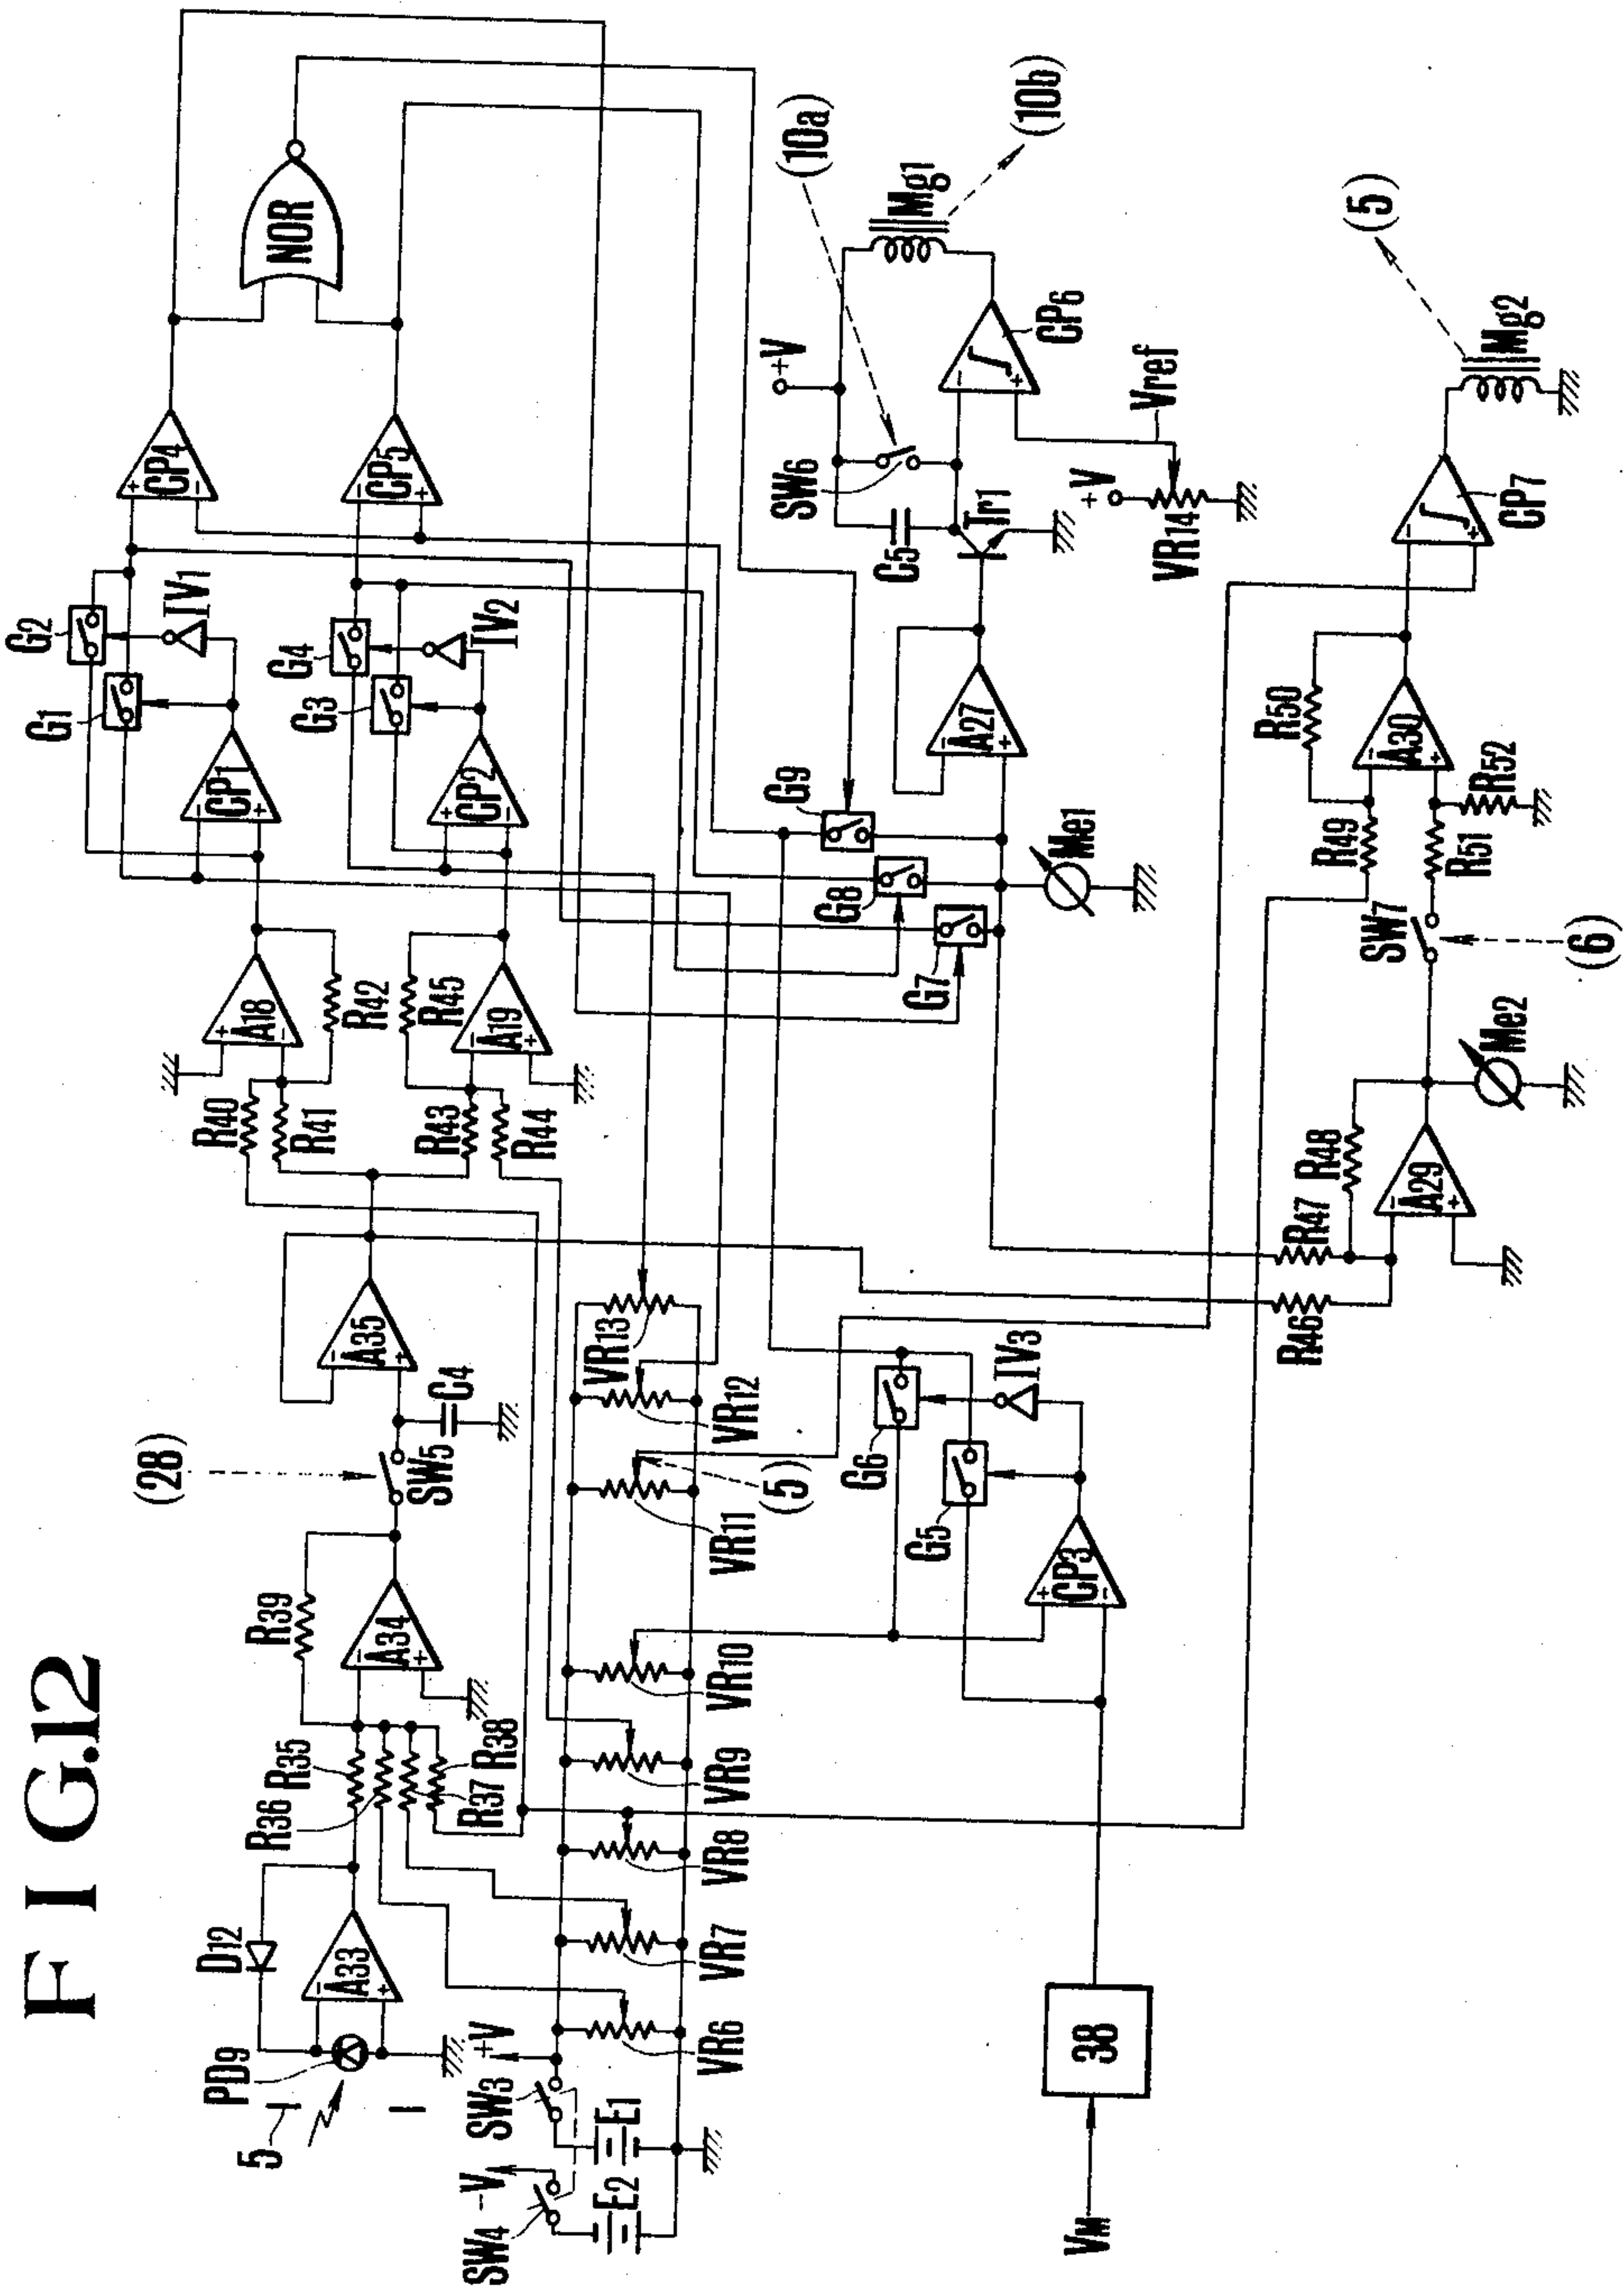 FIG.12
G2
IV1
G1
CP1
CP4
NOR
G4
IV2
G3
CP2
CP5
A18
R42
R40
R41
R45
A19
R43
R44
(28)
A35
SW5
C4
R39
A34
R35
R36
R37
R38
D12
A33
PD9
5
SW3
+V
SW4
-V
E1
E2
VR6
VR7
VR8
VR9
VR10
VR11
(5)
VR12
VR13
G9
G8
G7
Me1
A27
Tr1
C5
SW6
+V
(10a)
Mg1
(10b)
CP6
Vref
+V
VR14
G6
IV3
G5
CP3
38
VM
R46
R47
R48
A29
Me2
SW7
(6)
R49
R50
R51
R52
A30
CP7
Mg2
(5)